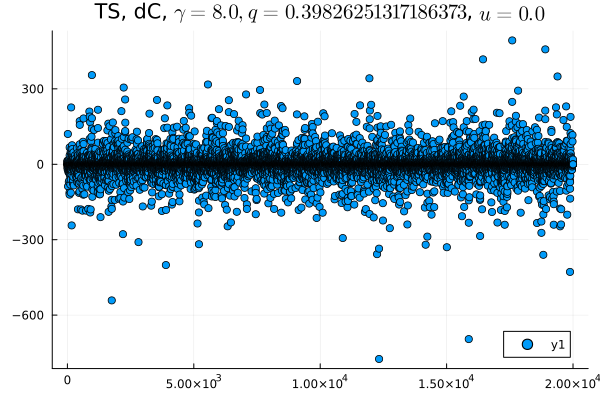 TS, dC, γ = 8.0, q = 0.39826251317186373, u = 0.0
300
0
−300
−600
y1
0 5.00×10³ 1.00×10⁴ 1.50×10⁴ 2.00×10⁴